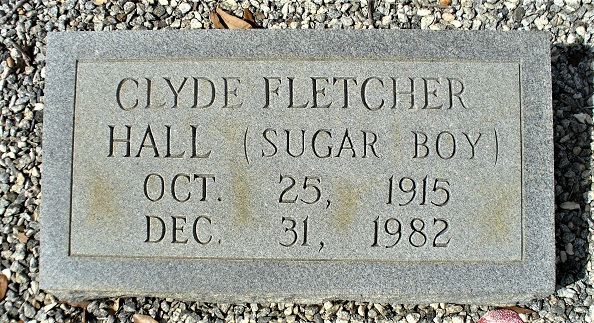 CLYDE FLETCHER
HALL (SUGAR BOY)
OCT. 25, 1915
DEC. 31, 1982